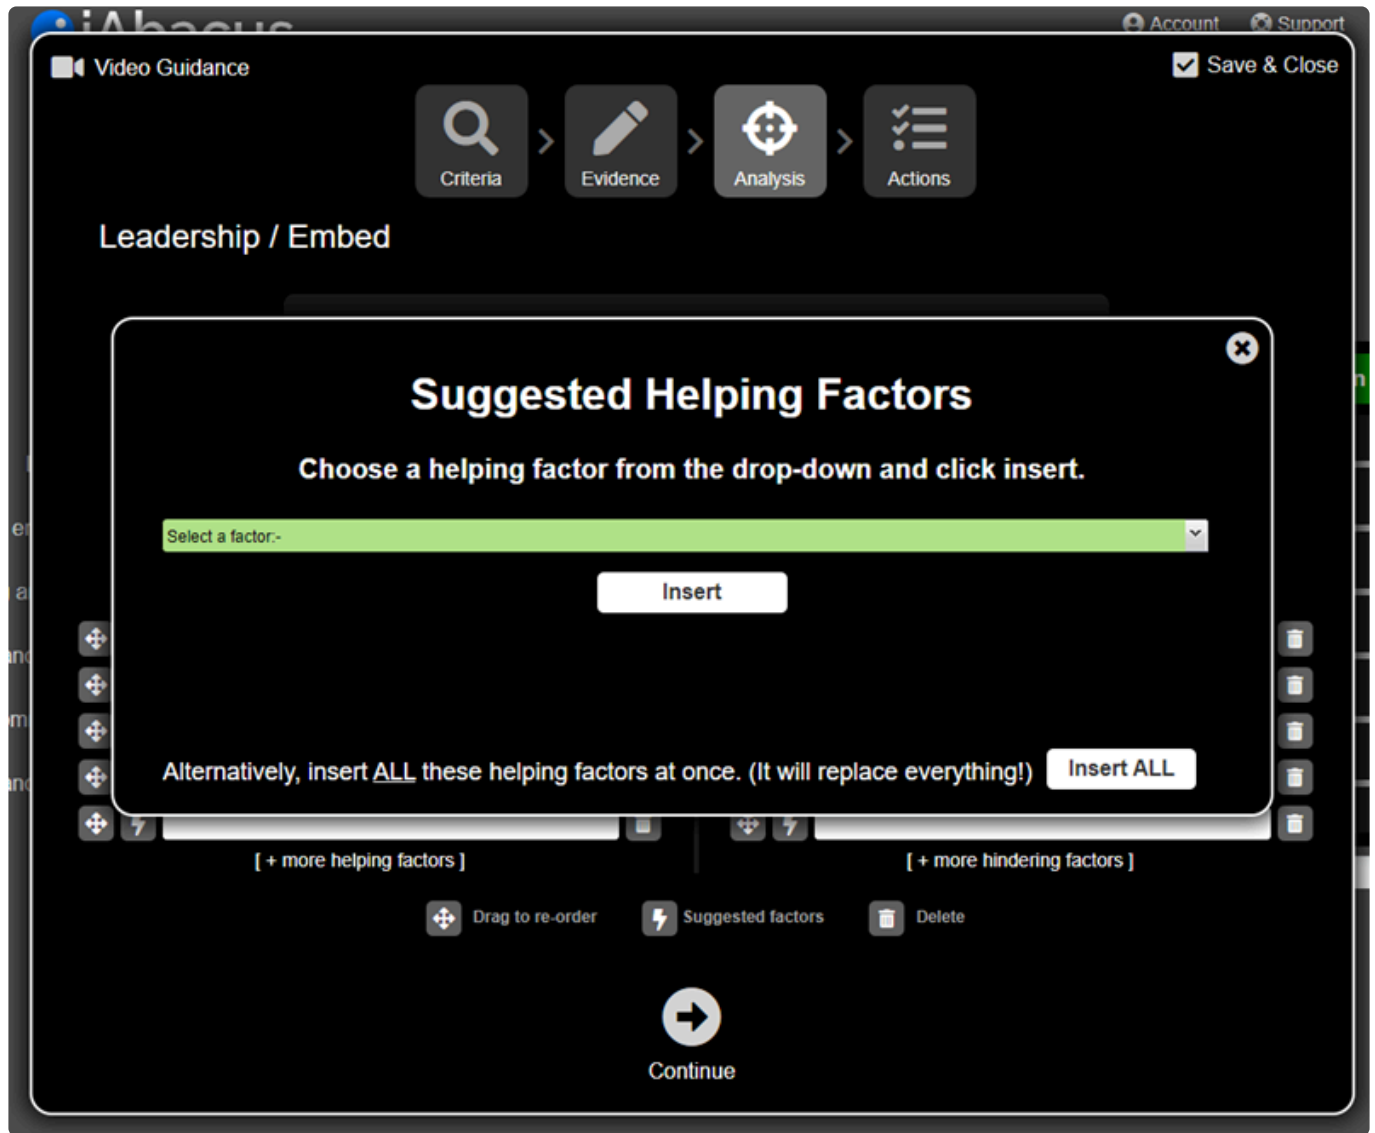 iAbacus
Account
Support
Video Guidance
Save & Close
Criteria
Evidence
Analysis
Actions
Leadership / Embed
Suggested Helping Factors
Choose a helping factor from the drop-down and click insert.
Select a factor:-
Insert
Alternatively, insert ALL these helping factors at once. (It will replace everything!)
Insert ALL
[ + more helping factors ]
[ + more hindering factors ]
Drag to re-order
Suggested factors
Delete
Continue